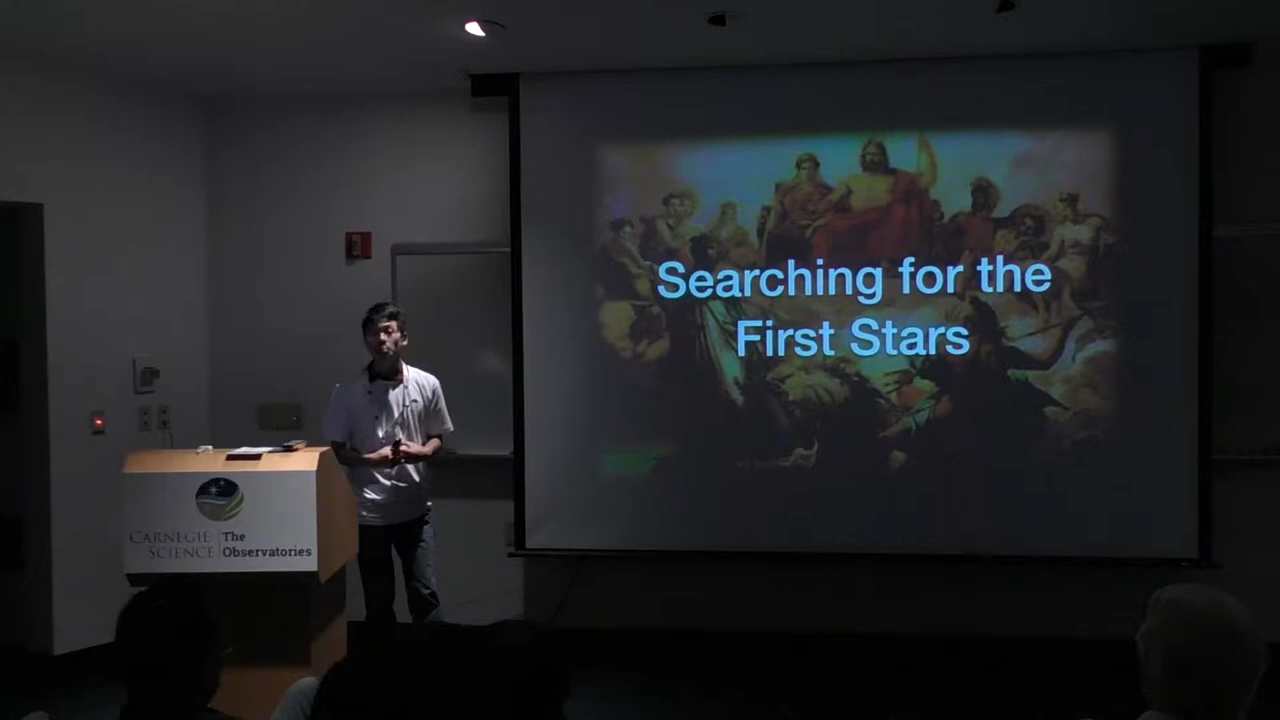 Searching for the
First Stars
CARNEGIE
SCIENCE
The
Observatories